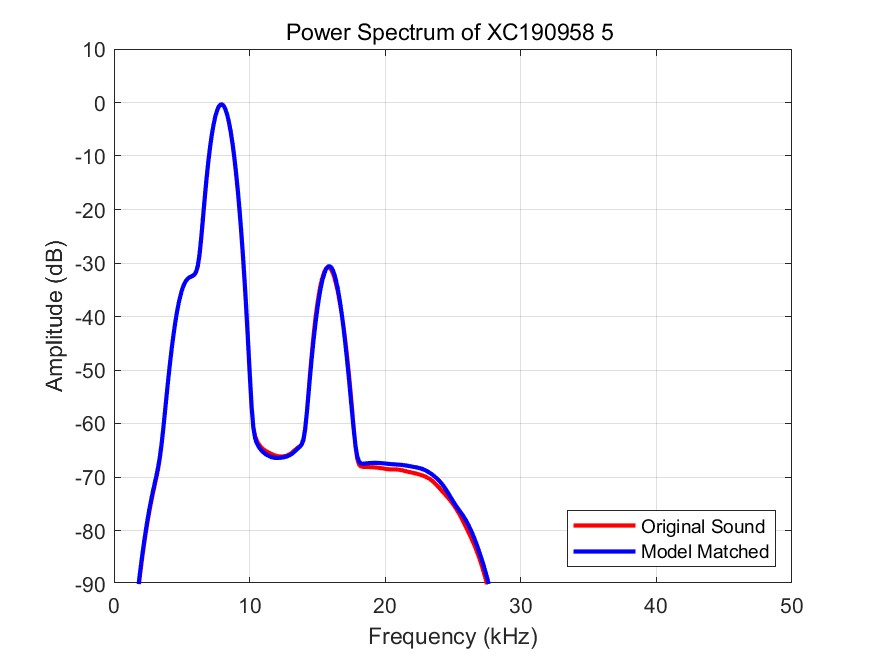 Power Spectrum of XC190958 5
Amplitude (dB)
10
0
-10
-20
-30
-40
-50
-60
-70
-80
-90
0 10 20 30 40 50
Frequency (kHz)
Original Sound
Model Matched